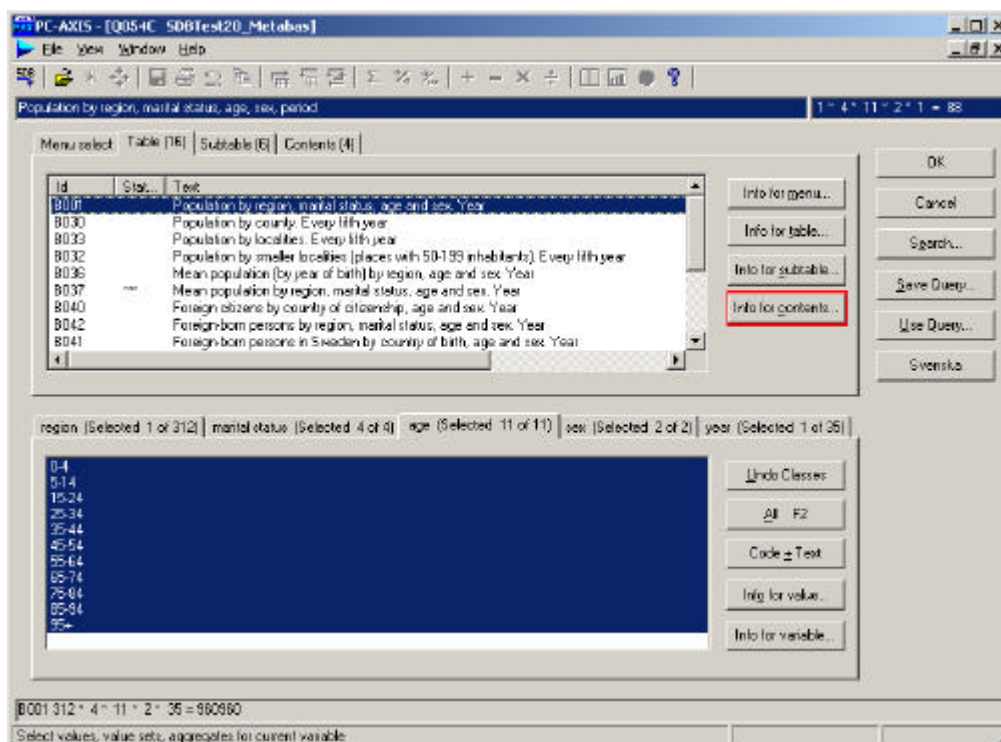 PC-AXIS - [Q054C SDBTest20_Metabas]
File View Window Help
SDB
Population by region, marital status, age, sex, period 1 * 4 * 11 * 2 * 1 = 88
Menu select Table (16) Subtable (6) Contents (4)
Id Stat... Text
B001 Population by region, marital status, age and sex. Year
B030 Population by county. Every fifth year
B033 Population by localities. Every fifth year
B032 Population by smaller localities (places with 50-199 inhabitants). Every fifth year
B036 Mean population (by year of birth) by region, age and sex. Year
B037 Mean population by region, marital status, age and sex. Year
B040 Foreign citizens by country of citizenship, age and sex. Year
B042 Foreign-born persons by region, marital status, age and sex. Year
B041 Foreign-born persons in Sweden by country of birth, age and sex. Year
Info for menu...
Info for table...
Info for subtable...
Info for contents...
OK
Cancel
Search...
Save Query...
Use Query...
Svenska
region (Selected 1 of 312) marital status (Selected 4 of 4) age (Selected 11 of 11) sex (Selected 2 of 2) year (Selected 1 of 35)
0-4
5-14
15-24
25-34
35-44
45-54
55-64
65-74
75-84
85-94
95+
Undo Classes
All F2
Code + Text
Info for value...
Info for variable...
B001 312 * 4 * 11 * 2 * 35 = 960960
Select values, value sets, aggregates for current variable